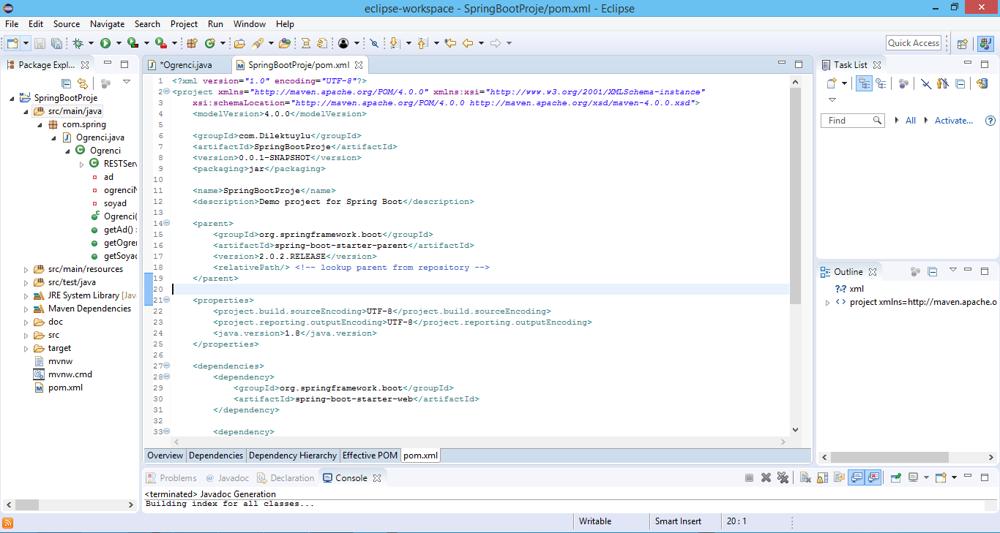 eclipse-workspace - SpringBootProje/pom.xml - Eclipse
File Edit Source Navigate Search Project Run Window Help
Quick Access
Package Expl...
SpringBootProje
src/main/java
com.spring
Ogrenci.java
Ogrenci
RESTSer
ad
ogrenci
soyad
Ogrenci(
getAd() :
getOgre
getSoyad
src/main/resources
src/test/java
JRE System Library [Jav
Maven Dependencies
doc
src
target
mvnw
mvnw.cmd
pom.xml
*Ogrenci.java SpringBootProje/pom.xml
1 <?xml version="1.0" encoding="UTF-8"?>
2 <project xmlns="http://maven.apache.org/POM/4.0.0" xmlns:xsi="http://www.w3.org/2001/XMLSchema-instance"
3 xsi:schemaLocation="http://maven.apache.org/POM/4.0.0 http://maven.apache.org/xsd/maven-4.0.0.xsd">
4 <modelVersion>4.0.0</modelVersion>
5
6 <groupId>com.Dilektuylu</groupId>
7 <artifactId>SpringBootProje</artifactId>
8 <version>0.0.1-SNAPSHOT</version>
9 <packaging>jar</packaging>
10
11 <name>SpringBootProje</name>
12 <description>Demo project for Spring Boot</description>
13
14 <parent>
15 <groupId>org.springframework.boot</groupId>
16 <artifactId>spring-boot-starter-parent</artifactId>
17 <version>2.0.2.RELEASE</version>
18 <relativePath/> <!-- lookup parent from repository -->
19 </parent>
20
21 <properties>
22 <project.build.sourceEncoding>UTF-8</project.build.sourceEncoding>
23 <project.reporting.outputEncoding>UTF-8</project.reporting.outputEncoding>
24 <java.version>1.8</java.version>
25 </properties>
26
27 <dependencies>
28 <dependency>
29 <groupId>org.springframework.boot</groupId>
30 <artifactId>spring-boot-starter-web</artifactId>
31 </dependency>
32
33 <dependency>
Overview Dependencies Dependency Hierarchy Effective POM pom.xml
Task List
Find All Activate...
Outline
xml
project xmlns=http://maven.apache.o
Problems @ Javadoc Declaration Console
<terminated> Javadoc Generation
Building index for all classes...
Writable Smart Insert 20 : 1